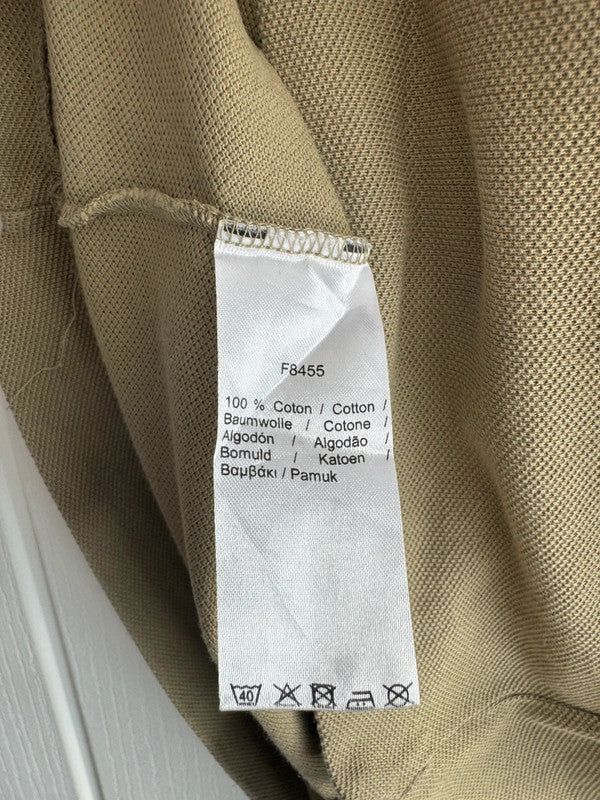 F8455
100 % Coton / Cotton /
Baumwolle / Cotone /
Algodón / Algodão /
Bomuld / Katoen /
Βαμβάκι / Pamuk
40